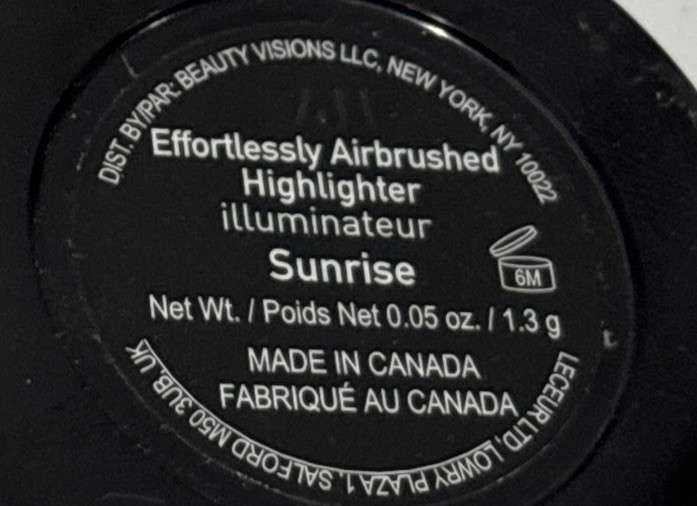 DIST. BY/PAR: BEAUTY VISIONS LLC, NEW YORK, NY 10022
Effortlessly Airbrushed
Highlighter
illuminateur
Sunrise
6M
Net Wt. / Poids Net 0.05 oz. / 1.3 g
MADE IN CANADA
FABRIQUÉ AU CANADA
LECEUR LTD, LOWRY PLAZA 1, SALFORD M50 3UB, UK